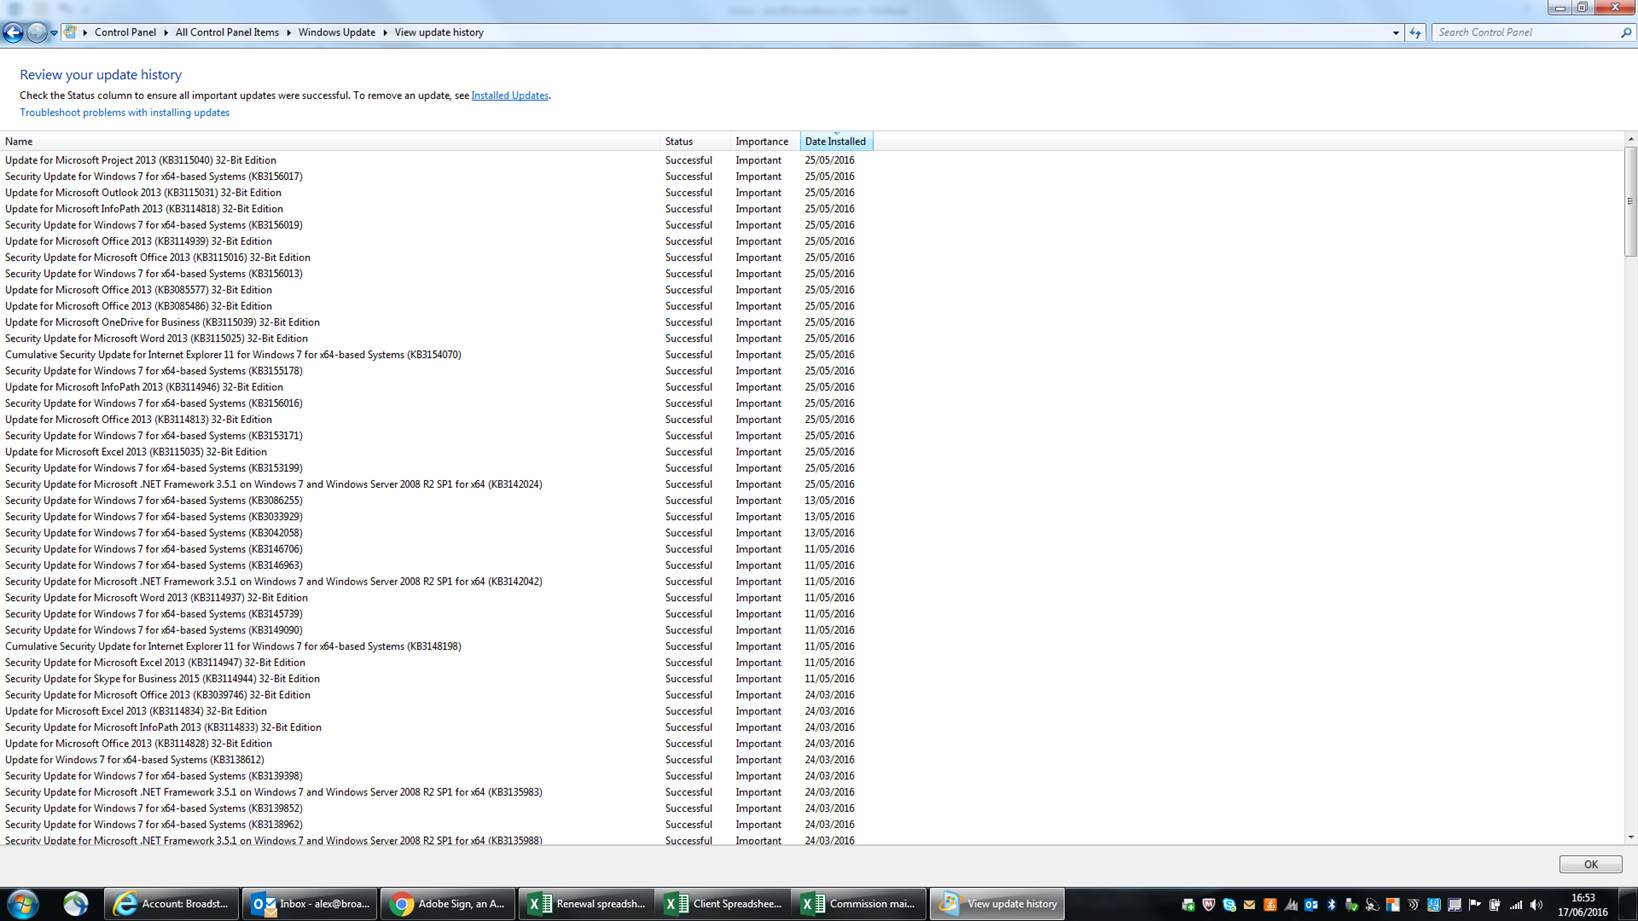 Control Panel ▸ All Control Panel Items ▸ Windows Update ▸ View update history
Search Control Panel
Review your update history
Check the Status column to ensure all important updates were successful. To remove an update, see Installed Updates.
Troubleshoot problems with installing updates
Name Status Importance Date Installed
Update for Microsoft Project 2013 (KB3115040) 32-Bit Edition Successful Important 25/05/2016
Security Update for Windows 7 for x64-based Systems (KB3156017) Successful Important 25/05/2016
Update for Microsoft Outlook 2013 (KB3115031) 32-Bit Edition Successful Important 25/05/2016
Update for Microsoft InfoPath 2013 (KB3114818) 32-Bit Edition Successful Important 25/05/2016
Security Update for Windows 7 for x64-based Systems (KB3156019) Successful Important 25/05/2016
Update for Microsoft Office 2013 (KB3114939) 32-Bit Edition Successful Important 25/05/2016
Security Update for Microsoft Office 2013 (KB3115016) 32-Bit Edition Successful Important 25/05/2016
Security Update for Windows 7 for x64-based Systems (KB3156013) Successful Important 25/05/2016
Update for Microsoft Office 2013 (KB3085577) 32-Bit Edition Successful Important 25/05/2016
Update for Microsoft Office 2013 (KB3085486) 32-Bit Edition Successful Important 25/05/2016
Update for Microsoft OneDrive for Business (KB3115039) 32-Bit Edition Successful Important 25/05/2016
Security Update for Microsoft Word 2013 (KB3115025) 32-Bit Edition Successful Important 25/05/2016
Cumulative Security Update for Internet Explorer 11 for Windows 7 for x64-based Systems (KB3154070) Successful Important 25/05/2016
Security Update for Windows 7 for x64-based Systems (KB3155178) Successful Important 25/05/2016
Update for Microsoft InfoPath 2013 (KB3114946) 32-Bit Edition Successful Important 25/05/2016
Security Update for Windows 7 for x64-based Systems (KB3156016) Successful Important 25/05/2016
Update for Microsoft Office 2013 (KB3114813) 32-Bit Edition Successful Important 25/05/2016
Security Update for Windows 7 for x64-based Systems (KB3153171) Successful Important 25/05/2016
Update for Microsoft Excel 2013 (KB3115035) 32-Bit Edition Successful Important 25/05/2016
Security Update for Windows 7 for x64-based Systems (KB3153199) Successful Important 25/05/2016
Security Update for Microsoft .NET Framework 3.5.1 on Windows 7 and Windows Server 2008 R2 SP1 for x64 (KB3142024) Successful Important 25/05/2016
Security Update for Windows 7 for x64-based Systems (KB3086255) Successful Important 13/05/2016
Security Update for Windows 7 for x64-based Systems (KB3033929) Successful Important 13/05/2016
Security Update for Windows 7 for x64-based Systems (KB3042058) Successful Important 13/05/2016
Security Update for Windows 7 for x64-based Systems (KB3146706) Successful Important 11/05/2016
Security Update for Windows 7 for x64-based Systems (KB3146963) Successful Important 11/05/2016
Security Update for Microsoft .NET Framework 3.5.1 on Windows 7 and Windows Server 2008 R2 SP1 for x64 (KB3142042) Successful Important 11/05/2016
Security Update for Microsoft Word 2013 (KB3114937) 32-Bit Edition Successful Important 11/05/2016
Security Update for Windows 7 for x64-based Systems (KB3145739) Successful Important 11/05/2016
Security Update for Windows 7 for x64-based Systems (KB3149090) Successful Important 11/05/2016
Cumulative Security Update for Internet Explorer 11 for Windows 7 for x64-based Systems (KB3148198) Successful Important 11/05/2016
Security Update for Microsoft Excel 2013 (KB3114947) 32-Bit Edition Successful Important 11/05/2016
Security Update for Skype for Business 2015 (KB3114944) 32-Bit Edition Successful Important 11/05/2016
Security Update for Microsoft Office 2013 (KB3039746) 32-Bit Edition Successful Important 24/03/2016
Update for Microsoft Excel 2013 (KB3114834) 32-Bit Edition Successful Important 24/03/2016
Security Update for Microsoft InfoPath 2013 (KB3114833) 32-Bit Edition Successful Important 24/03/2016
Update for Microsoft Office 2013 (KB3114828) 32-Bit Edition Successful Important 24/03/2016
Update for Windows 7 for x64-based Systems (KB3138612) Successful Important 24/03/2016
Security Update for Windows 7 for x64-based Systems (KB3139398) Successful Important 24/03/2016
Security Update for Microsoft .NET Framework 3.5.1 on Windows 7 and Windows Server 2008 R2 SP1 for x64 (KB3135983) Successful Important 24/03/2016
Security Update for Windows 7 for x64-based Systems (KB3139852) Successful Important 24/03/2016
Security Update for Windows 7 for x64-based Systems (KB3138962) Successful Important 24/03/2016
Security Update for Microsoft .NET Framework 3.5.1 on Windows 7 and Windows Server 2008 R2 SP1 for x64 (KB3135988) Successful Important 24/03/2016
OK
Account: Broadst... Inbox - alex@broa... Adobe Sign, an A... Renewal spreadsh... Client Spreadshee... Commission mai... View update history
16:53
17/06/2016